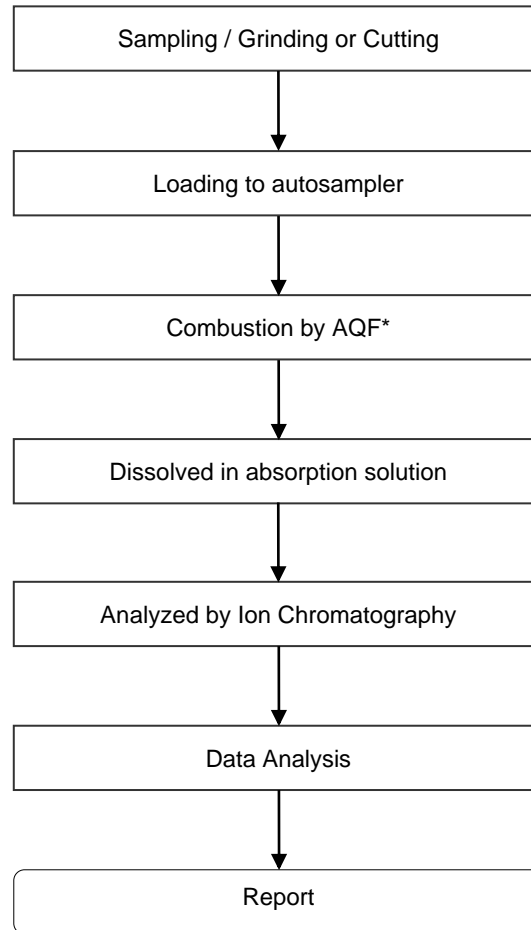 Sampling / Grinding or Cutting
Loading to autosampler
Combustion by AQF*
Dissolved in absorption solution
Analyzed by Ion Chromatography
Data Analysis
Report